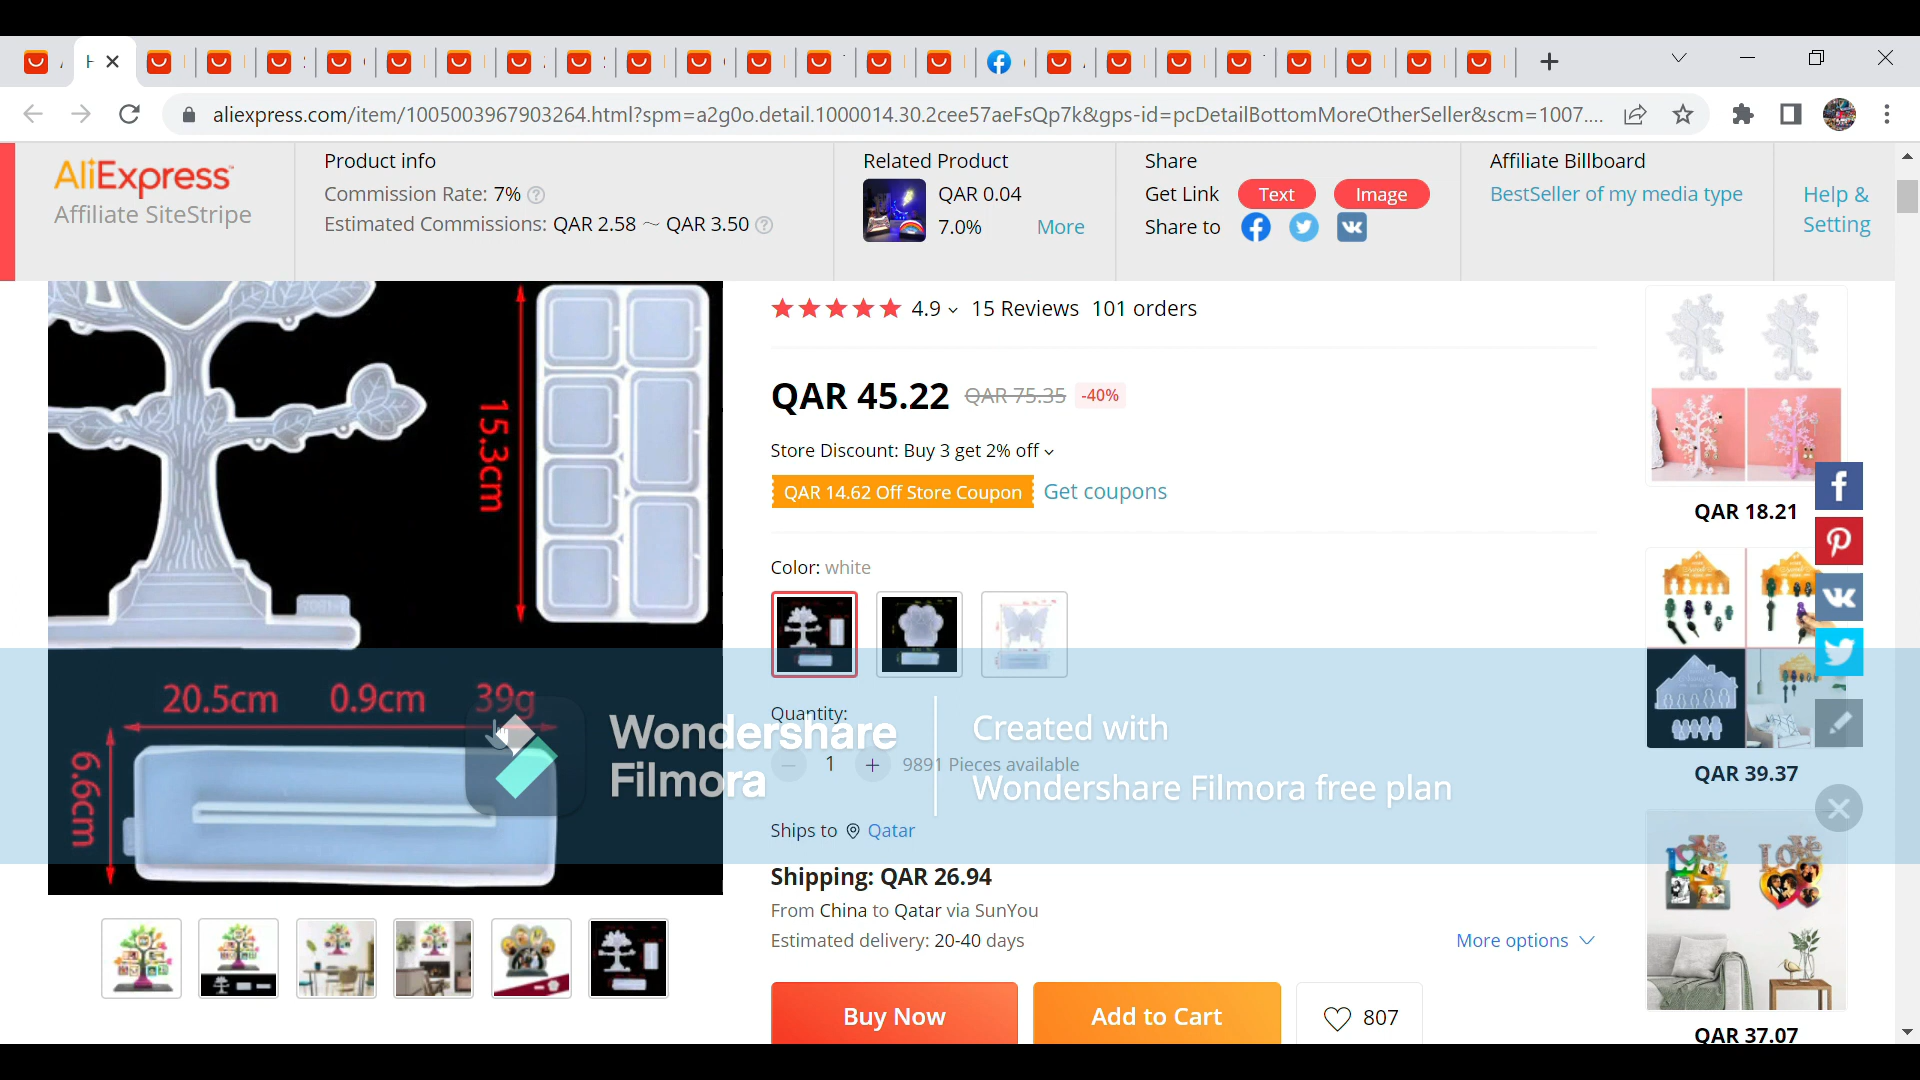 aliexpress.com/item/1005003967903264.html?spm=a2g0o.detail.1000014.30.2cee57aeFsQp7k&gps-id=pcDetailBottomMoreOtherSeller&scm=1007....
AliExpress
Affiliate SiteStripe
Product info
Commission Rate: 7%
Estimated Commissions: QAR 2.58 ~ QAR 3.50
Related Product
QAR 0.04
7.0% More
Share
Get Link Text Image
Share to
Affiliate Billboard
BestSeller of my media type
Help &
Setting
4.9 15 Reviews 101 orders
QAR 45.22 QAR 75.35 -40%
Store Discount: Buy 3 get 2% off
QAR 14.62 Off Store Coupon Get coupons
Color: white
Quantity:
1 9891 Pieces available
Ships to Qatar
Shipping: QAR 26.94
From China to Qatar via SunYou
Estimated delivery: 20-40 days
More options
Buy Now Add to Cart 807
15.3cm
20.5cm 0.9cm 39g
6.6cm
Wondershare
Filmora
Created with
Wondershare Filmora free plan
QAR 18.21
QAR 39.37
QAR 37.07